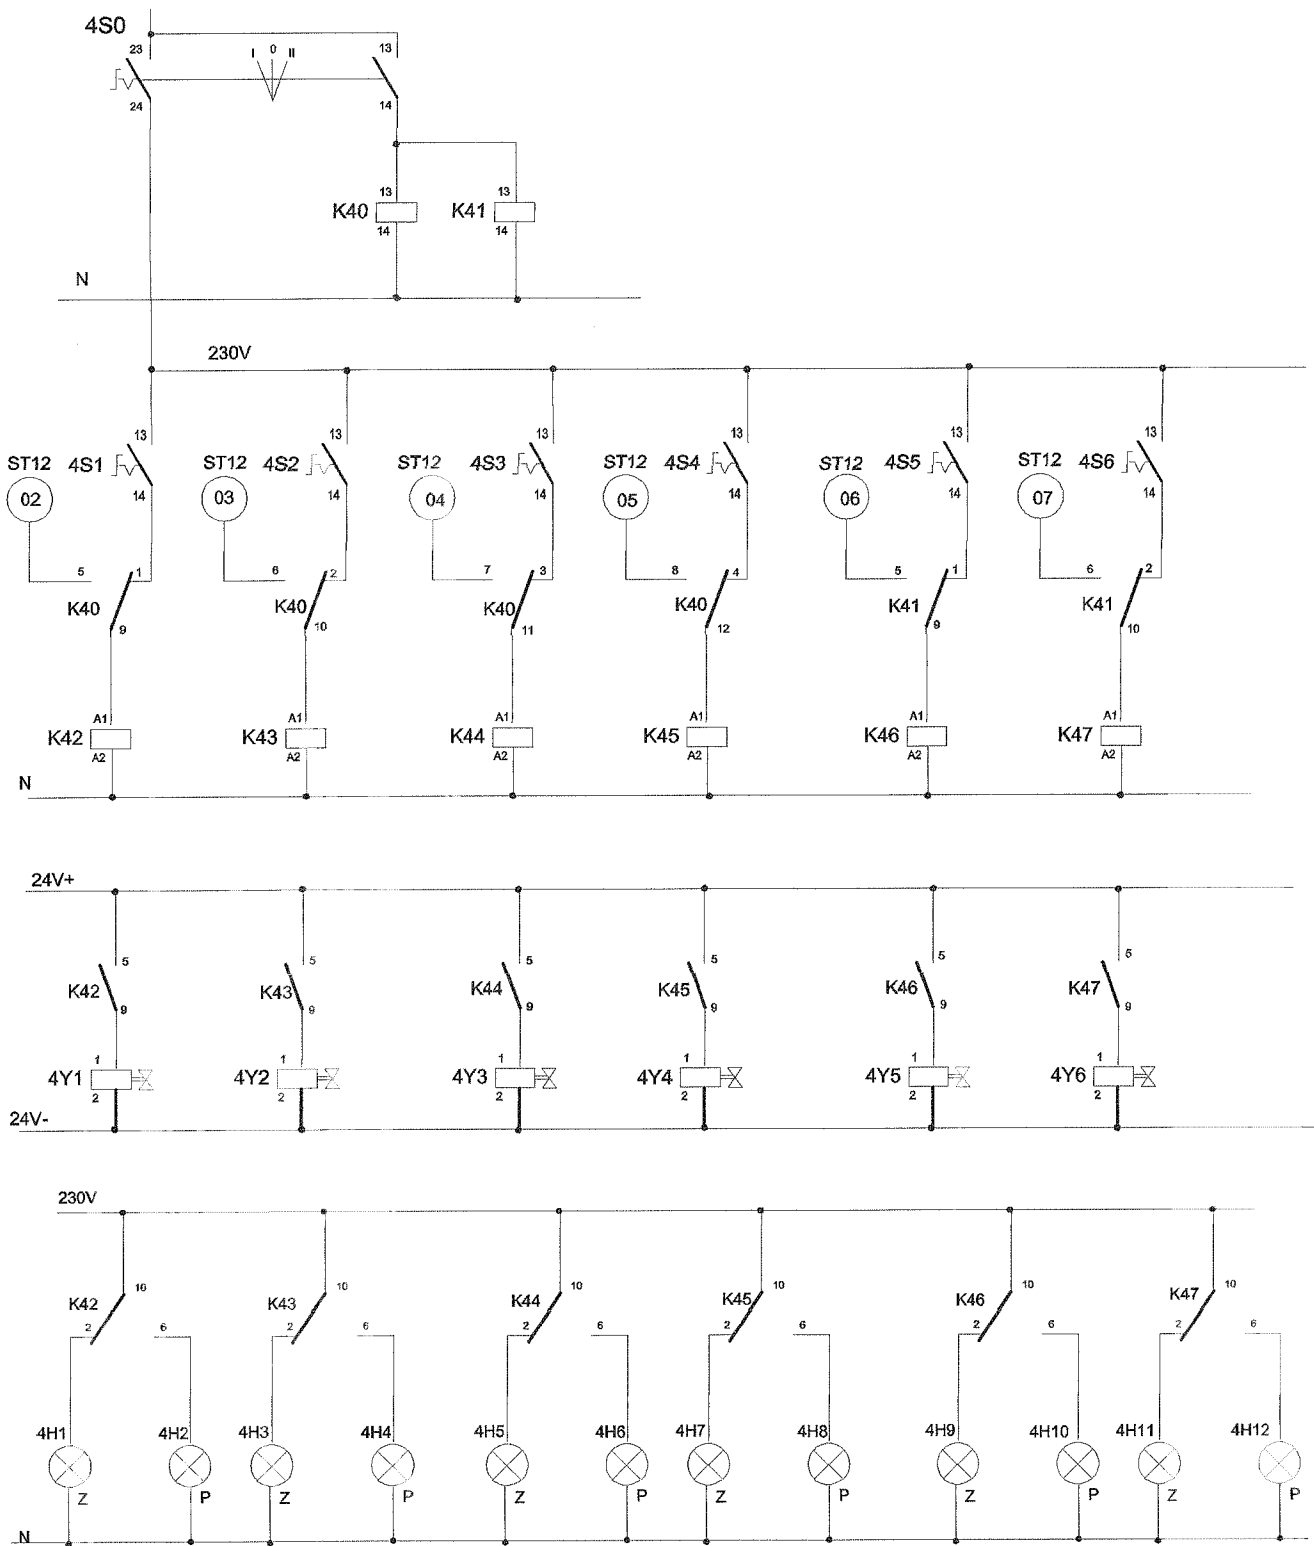 4S0
I 0 II
23 13
24 14
13 13
K40 K41
14 14
N
230V
13 13 13 13 13 13
ST12 4S1 ST12 4S2 ST12 4S3 ST12 4S4 ST12 4S5 ST12 4S6
02 14 03 14 04 14 05 14 06 14 07 14
5 1 6 2 7 3 8 4 5 1 6 2
K40 K40 K40 K40 K41 K41
9 10 11 12 9 10
A1 A1 A1 A1 A1 A1
K42 K43 K44 K45 K46 K47
A2 A2 A2 A2 A2 A2
N
24V+
5 5 5 5 5 5
K42 K43 K44 K45 K46 K47
9 9 9 9 9 9
1 1 1 1 1 1
4Y1 4Y2 4Y3 4Y4 4Y5 4Y6
2 2 2 2 2 2
24V-
230V
10 10 10 10 10 10
K42 K43 K44 K45 K46 K47
2 6 2 6 2 6 2 6 2 6 2 6
4H1 4H2 4H3 4H4 4H5 4H6 4H7 4H8 4H9 4H10 4H11 4H12
Z P Z P Z P Z P Z P Z P
N